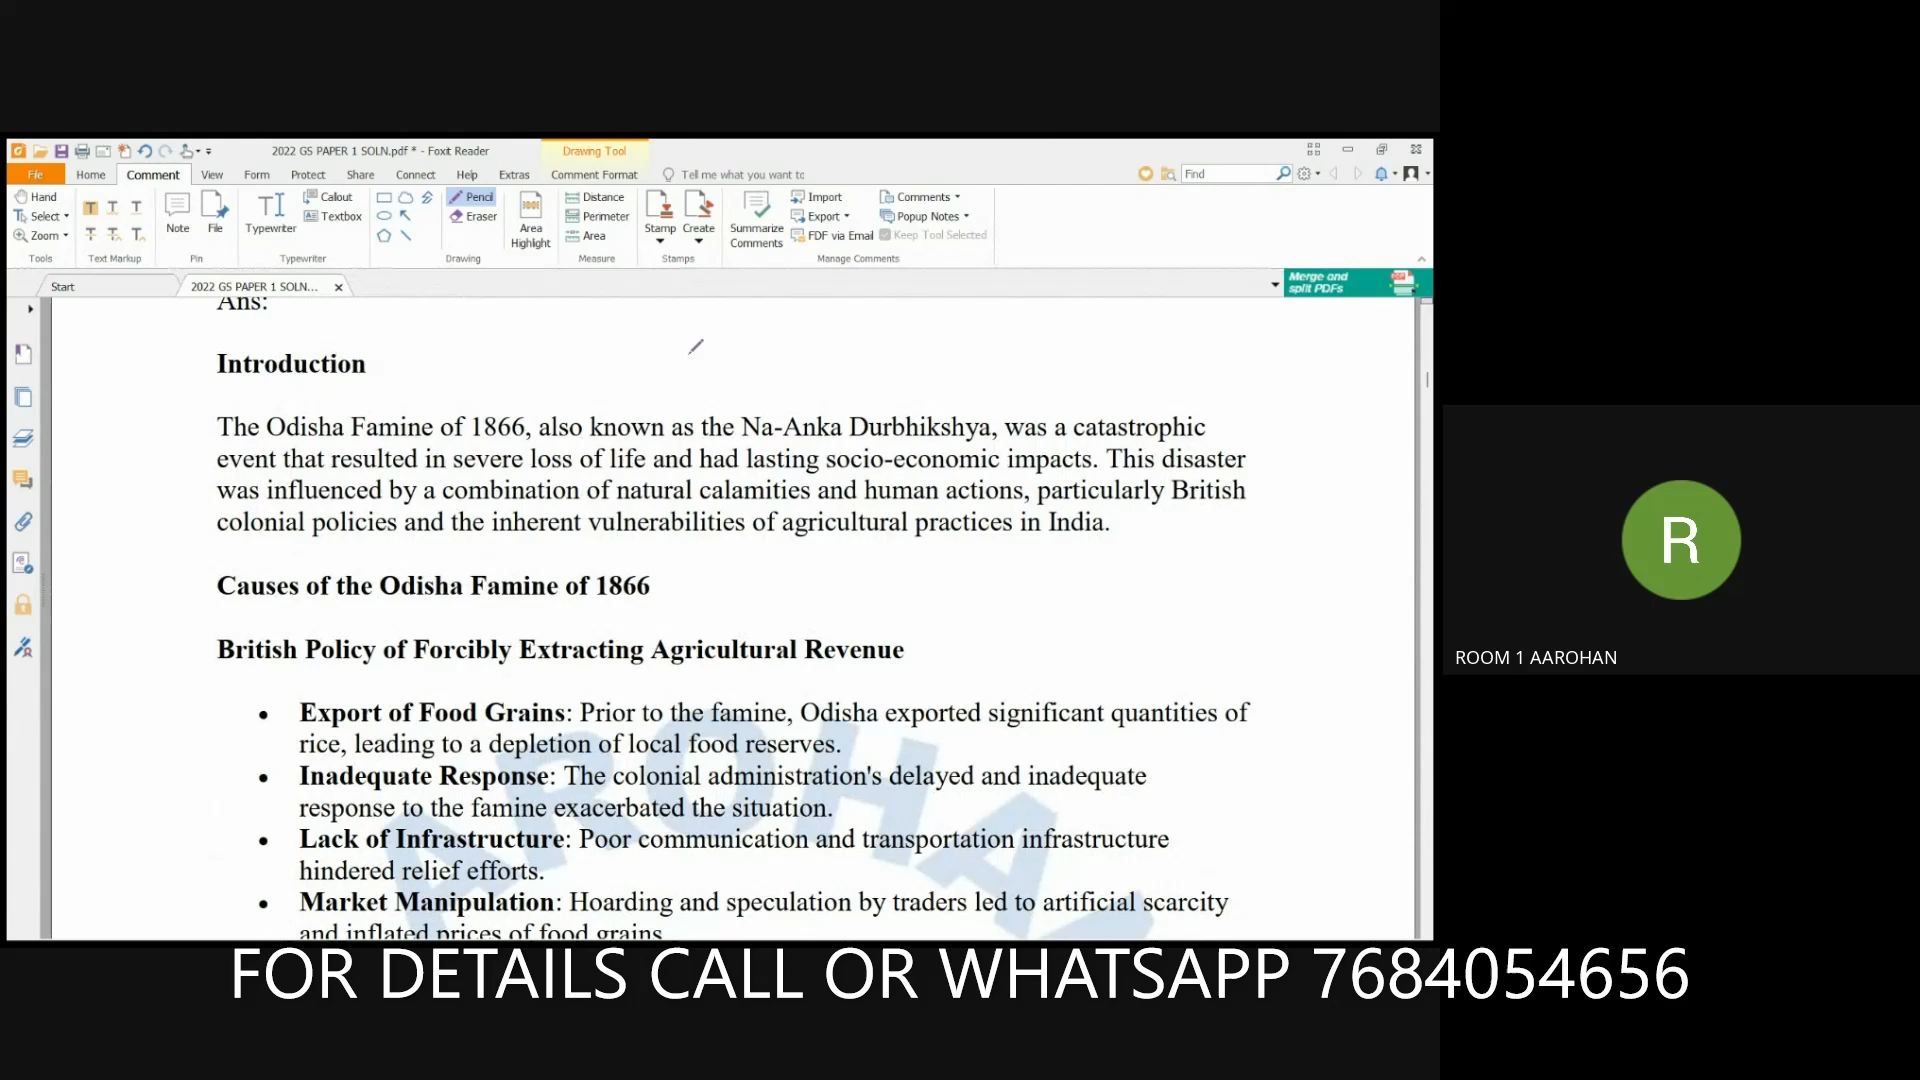 2022 GS PAPER 1 SOLN.pdf * - Foxit Reader
Drawing Tool
File Home Comment View Form Protect Share Connect Help Extras Comment Format Tell me what you want to Find
Hand
Select
Zoom
Tools
Text Markup
Note
File
Pin
Typewriter
Callout
Textbox
Typewriter
Pencil
Eraser
Drawing
Area
Highlight
Distance
Perimeter
Area
Measure
Stamp
Create
Stamps
Summarize
Comments
Import
Export
FDF via Email
Comments
Popup Notes
Keep Tool Selected
Manage Comments
Start
2022 GS PAPER 1 SOLN...
Merge and
split PDFs
Ans:
Introduction
The Odisha Famine of 1866, also known as the Na-Anka Durbhikshya, was a catastrophic
event that resulted in severe loss of life and had lasting socio-economic impacts. This disaster
was influenced by a combination of natural calamities and human actions, particularly British
colonial policies and the inherent vulnerabilities of agricultural practices in India.
Causes of the Odisha Famine of 1866
British Policy of Forcibly Extracting Agricultural Revenue
• Export of Food Grains: Prior to the famine, Odisha exported significant quantities of
rice, leading to a depletion of local food reserves.
• Inadequate Response: The colonial administration's delayed and inadequate
response to the famine exacerbated the situation.
• Lack of Infrastructure: Poor communication and transportation infrastructure
hindered relief efforts.
• Market Manipulation: Hoarding and speculation by traders led to artificial scarcity
and inflated prices of food grains.
AROHA
R
ROOM 1 AAROHAN
FOR DETAILS CALL OR WHATSAPP 7684054656